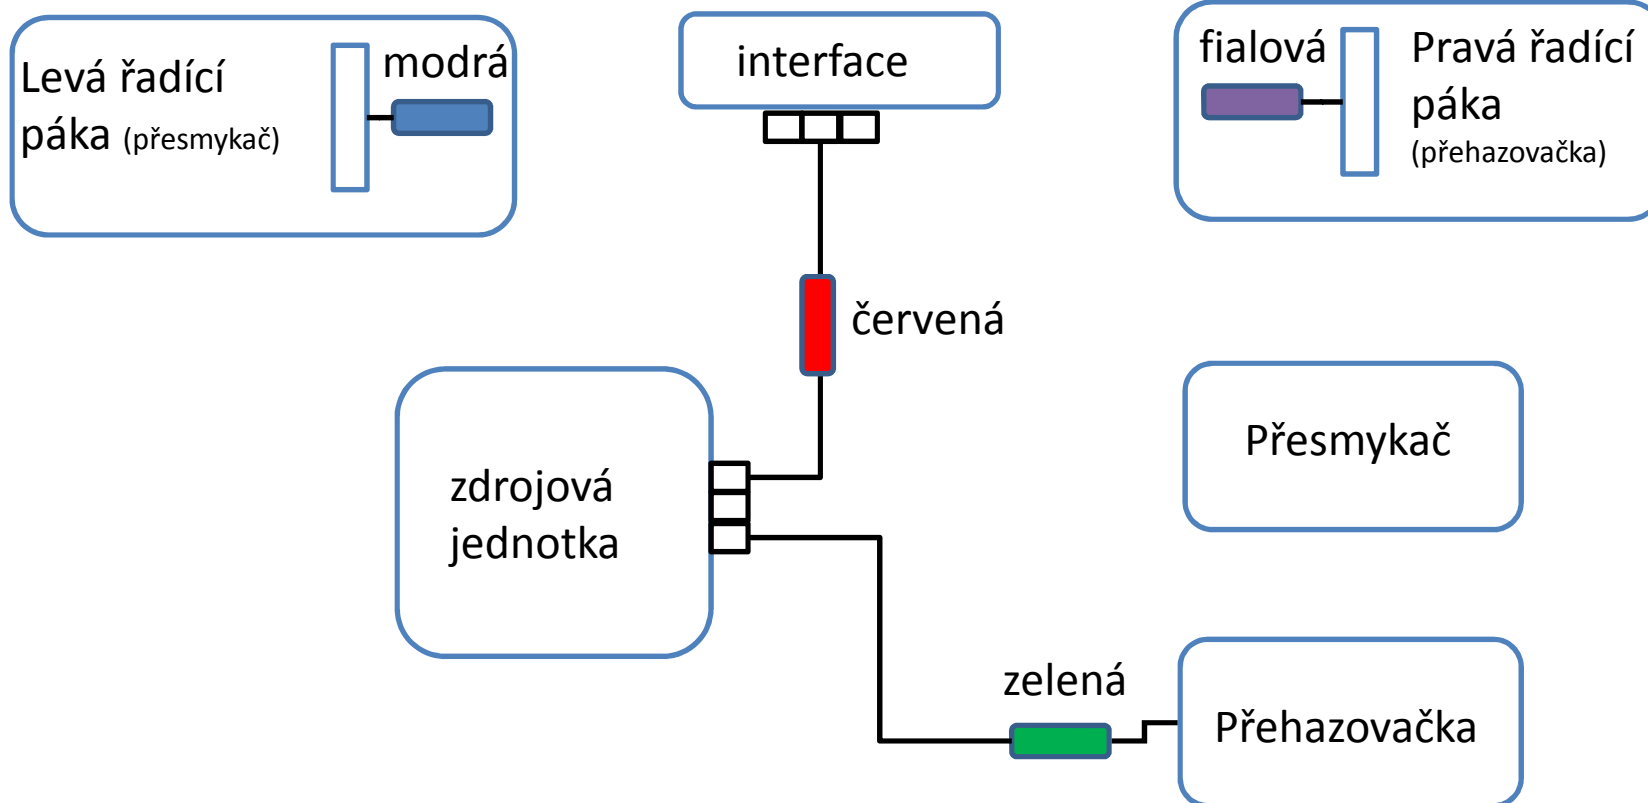 Levá řadící
páka (přesmykač)
modrá
interface
fialová
Pravá řadící
páka
(přehazovačka)
červená
zdrojová
jednotka
Přesmykač
zelená
Přehazovačka